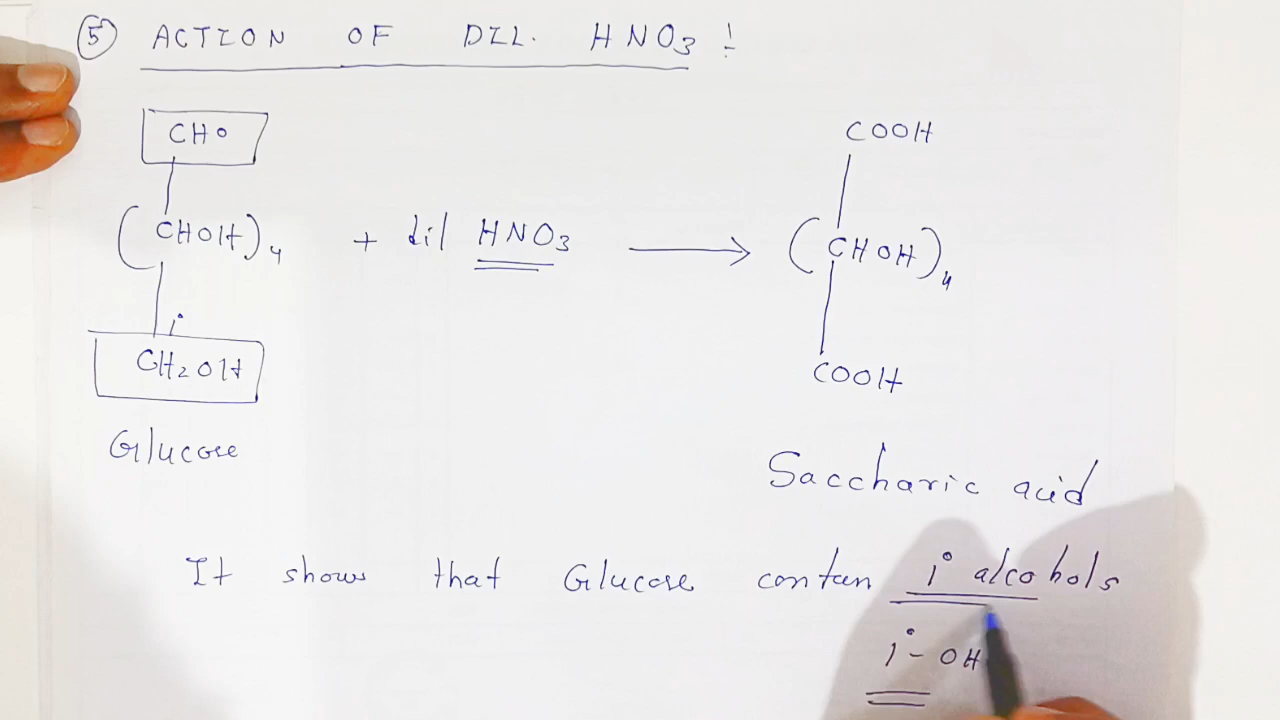 ⑤ ACTION OF DIL. HNO₃ !
CHO COOH
(CHOH)₄ + dil HNO₃ ⟶ (CHOH)₄
1°
CH₂OH COOH
Glucose
Saccharic acid
It shows that Glucose contan 1° alcohols
1° - OH